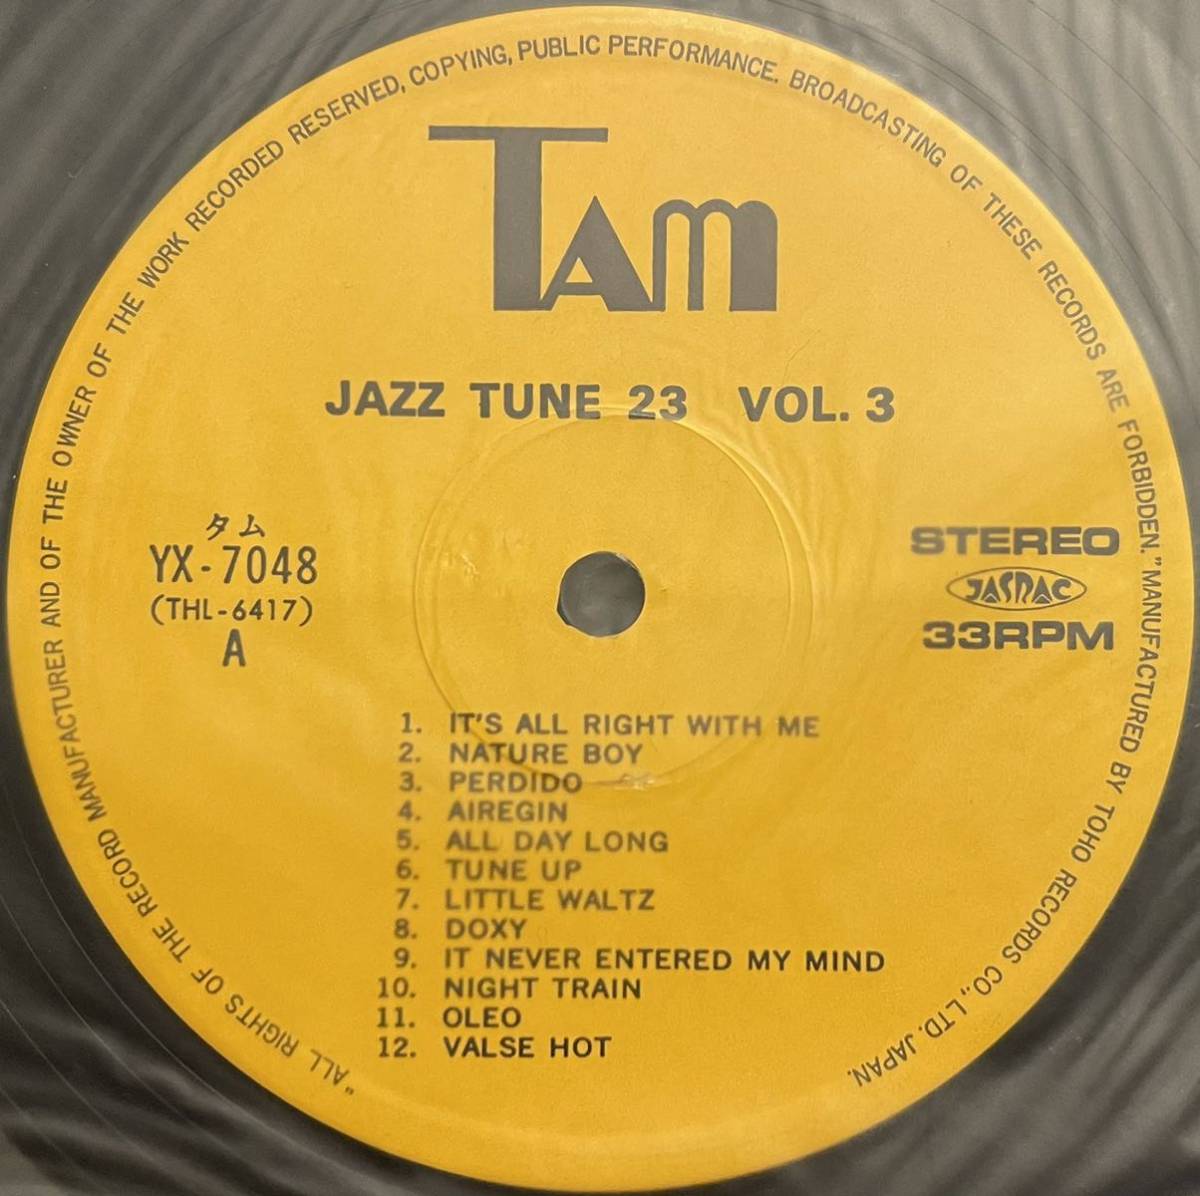 "ALL RIGHTS OF THE RECORD MANUFACTURER AND OF THE OWNER OF THE WORK RECORDED RESERVED, COPYING, PUBLIC PERFORMANCE. BROADCASTING OF THESE RECORDS ARE FORBIDDEN." MANUFACTURED BY TOHO RECORDS CO., LTD. JAPAN.
TAM
JAZZ TUNE 23 VOL. 3
タム
YX-7048
(THL-6417)
A
STEREO
JASRAC
33RPM
1. IT'S ALL RIGHT WITH ME
2. NATURE BOY
3. PERDIDO
4. AIREGIN
5. ALL DAY LONG
6. TUNE UP
7. LITTLE WALTZ
8. DOXY
9. IT NEVER ENTERED MY MIND
10. NIGHT TRAIN
11. OLEO
12. VALSE HOT